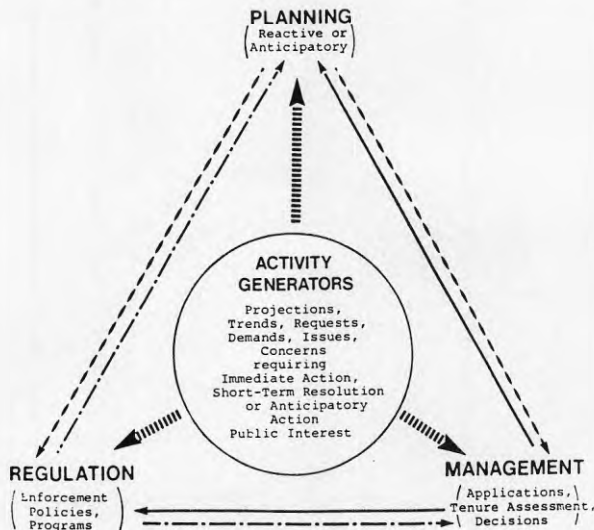 PLANNING
(Reactive or
Anticipatory)
ACTIVITY
GENERATORS
Projections,
Trends, Requests,
Demands, Issues,
Concerns
requiring
Immediate Action,
Short-Term Resolution
or Anticipatory
Action
Public Interest
REGULATION
(Enforcement
Policies,
Programs
MANAGEMENT
(Applications,
Tenure Assessment,
Decisions)